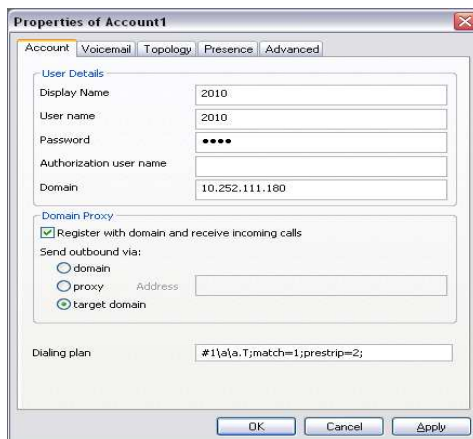 Properties of Account1
Account Voicemail Topology Presence Advanced
User Details
Display Name 2010
User name 2010
Password ••••
Authorization user name
Domain 10.252.111.180
Domain Proxy
Register with domain and receive incoming calls
Send outbound via:
domain
proxy Address
target domain
Dialing plan #1\a\a.T;match=1;prestrip=2;
OK Cancel Apply